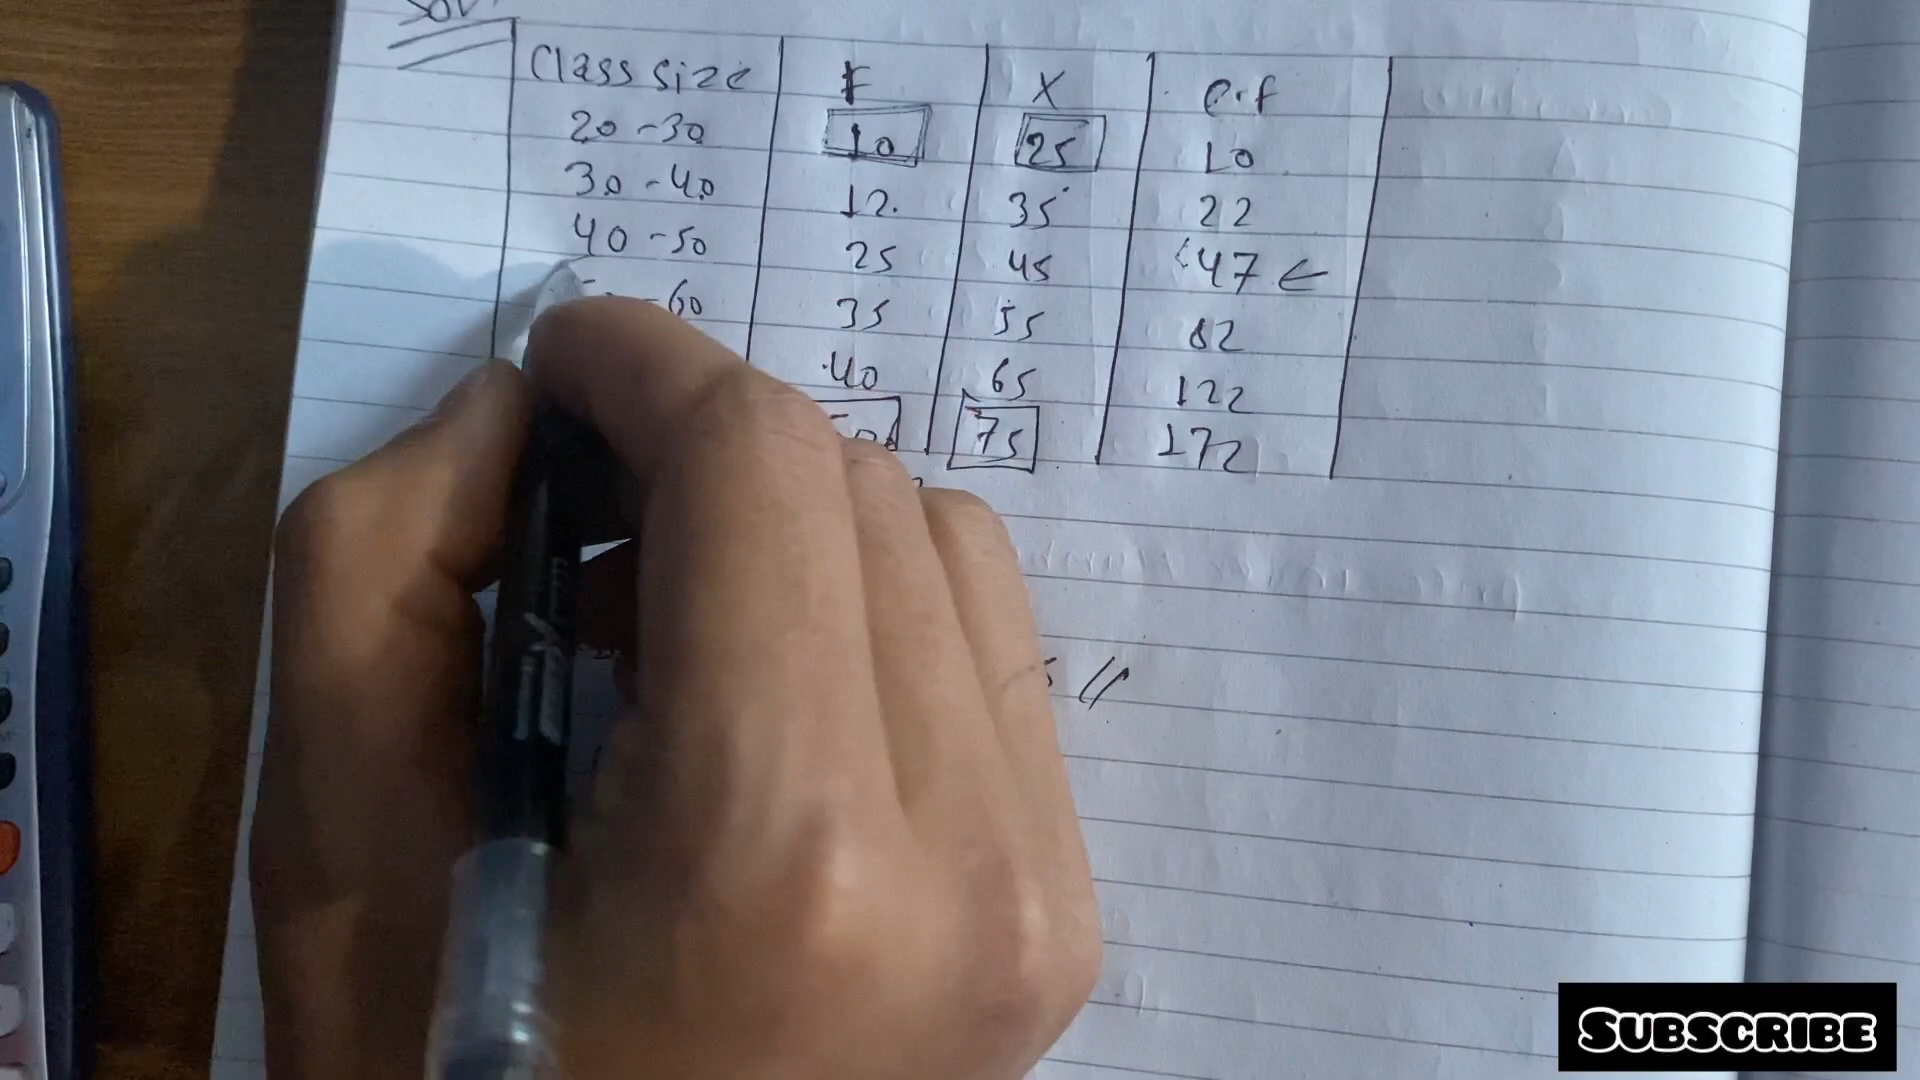 Class size F X c.f
20 - 30 10 25 10
30 - 40 12. 35 22
40 - 50 25 45 47 ←
- 60 35 55 82
40 65 122
75 172
SUBSCRIBE